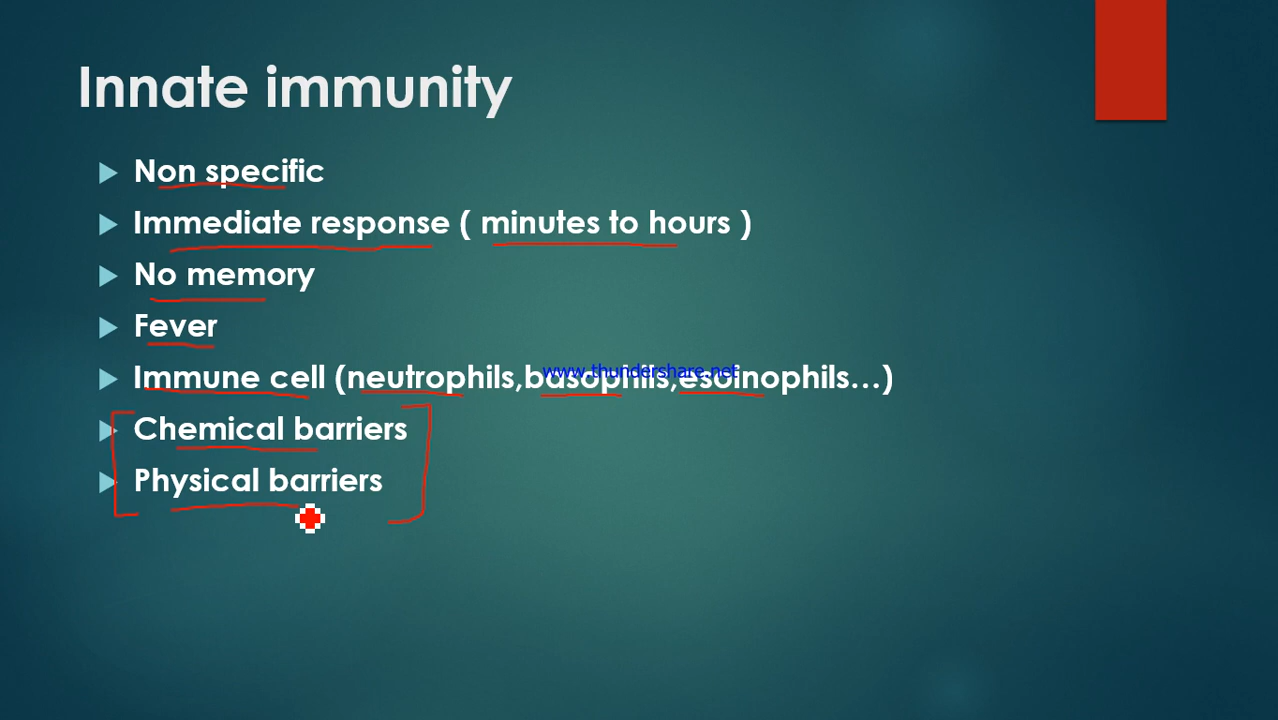 Innate immunity
Non specific
Immediate response ( minutes to hours )
No memory
Fever
Immune cell (neutrophils,basophils,esoinophils...)
www.thundershare.net
Chemical barriers
Physical barriers